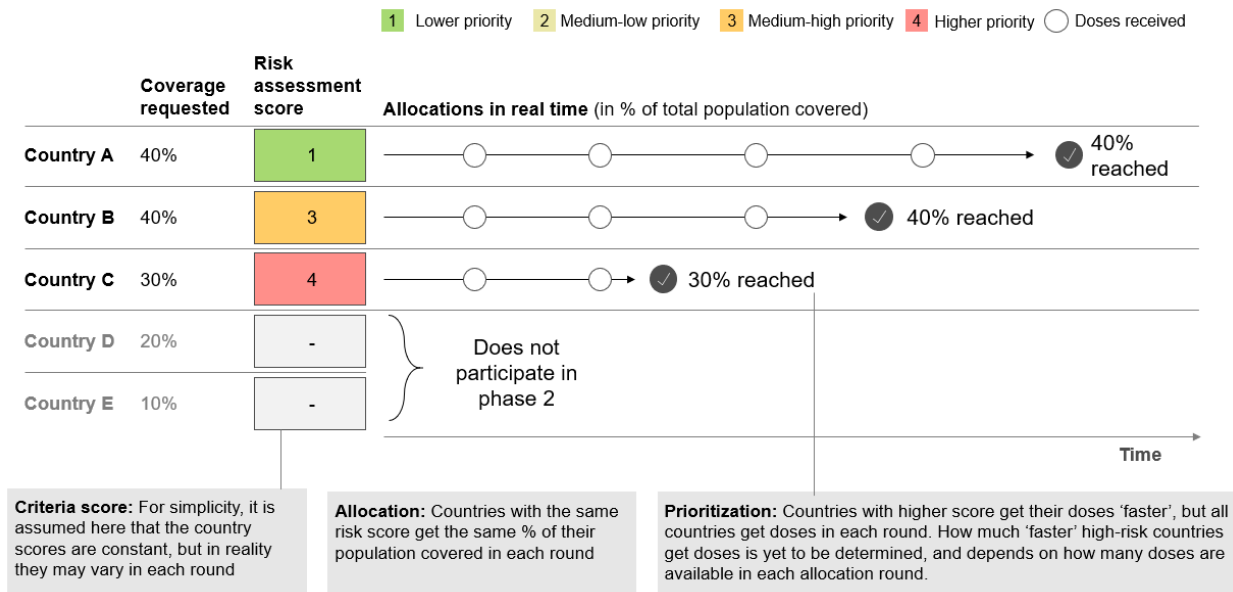 1 Lower priority 2 Medium-low priority 3 Medium-high priority 4 Higher priority Doses received
Coverage
requested
Risk
assessment
score
Allocations in real time (in % of total population covered)
Country A 40% 1 40%
reached
Country B 40% 3 40% reached
Country C 30% 4 30% reached
Country D 20% -
Country E 10% -
Does not
participate in
phase 2
Time
Criteria score: For simplicity, it is
assumed here that the country
scores are constant, but in reality
they may vary in each round
Allocation: Countries with the same
risk score get the same % of their
population covered in each round
Prioritization: Countries with higher score get their doses ‘faster’, but all
countries get doses in each round. How much ‘faster’ high-risk countries
get doses is yet to be determined, and depends on how many doses are
available in each allocation round.